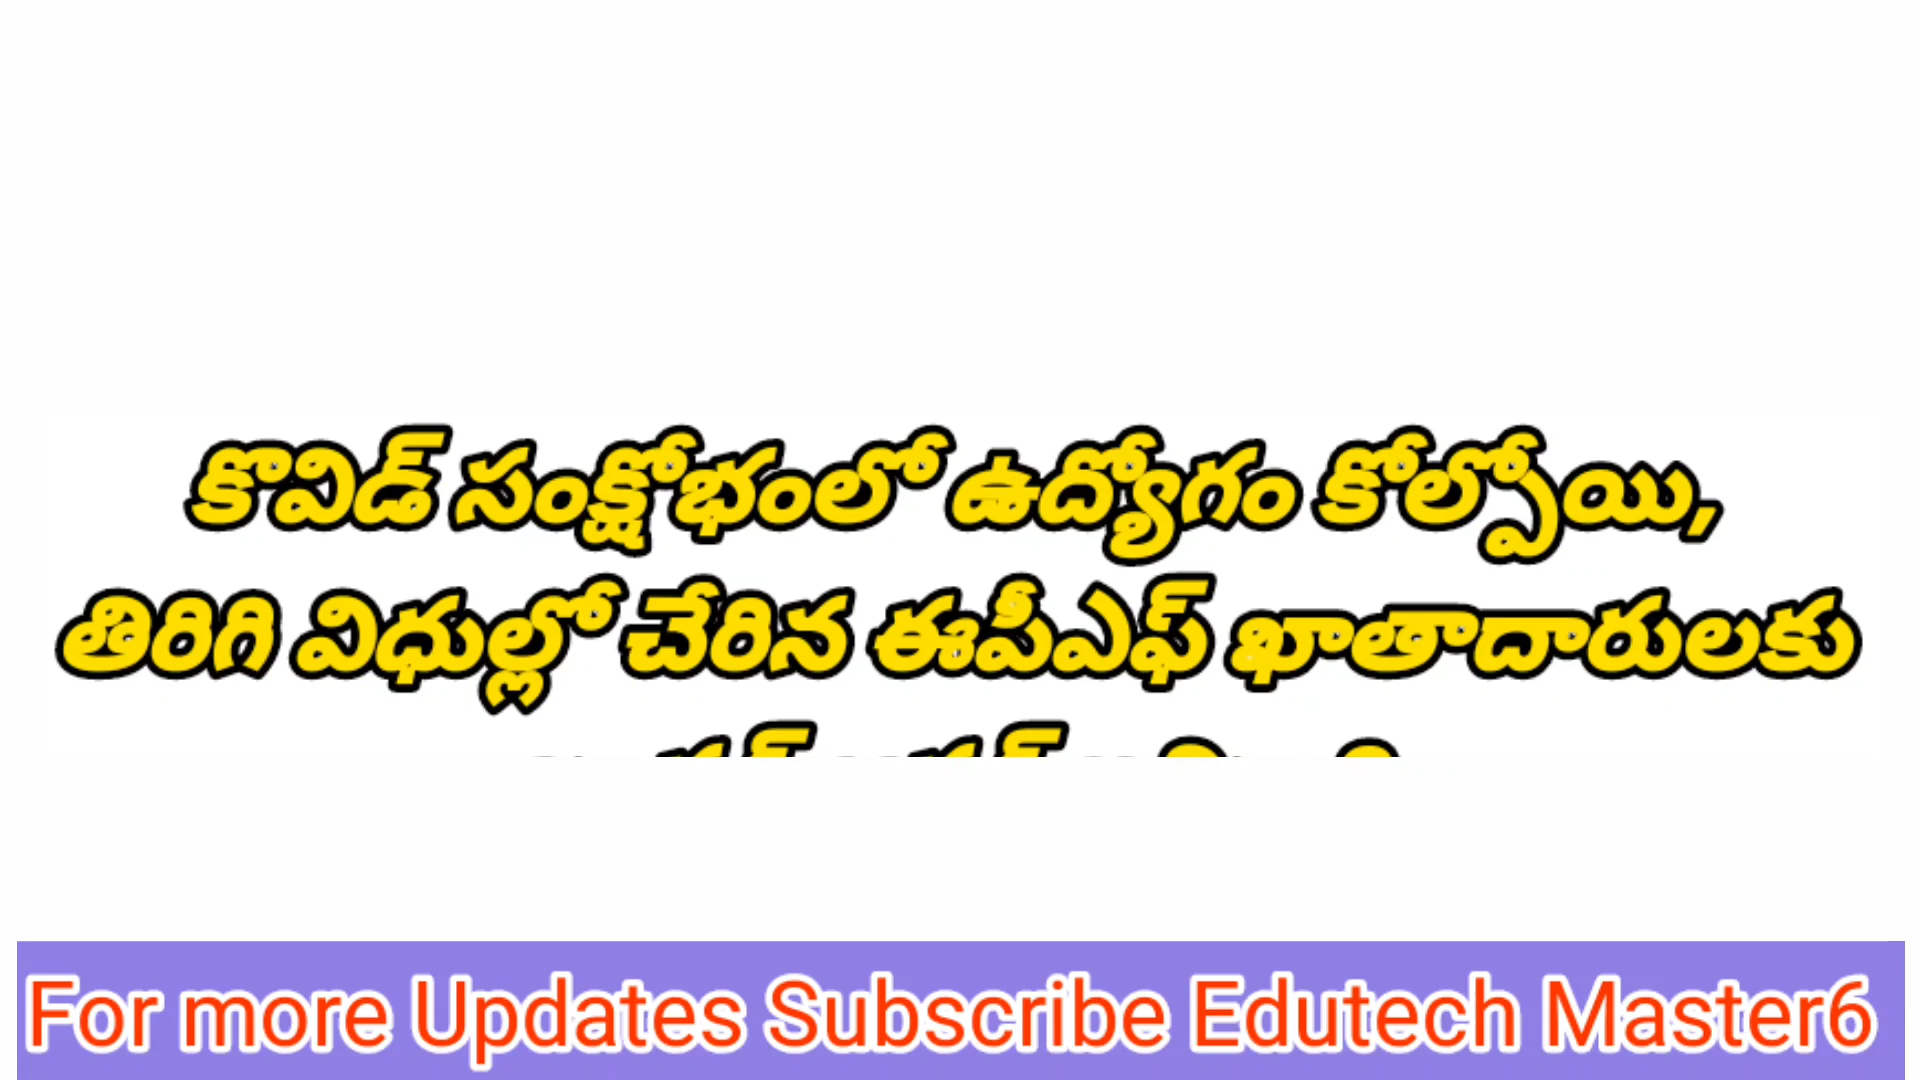 కొవిడ్ సంక్షోభంలో ఉద్యోగం కోల్పోయి,
తిరిగి విధుల్లో చేరిన ఈపీఎఫ్ ఖాతాదారులకు
For more Updates Subscribe Edutech Master6